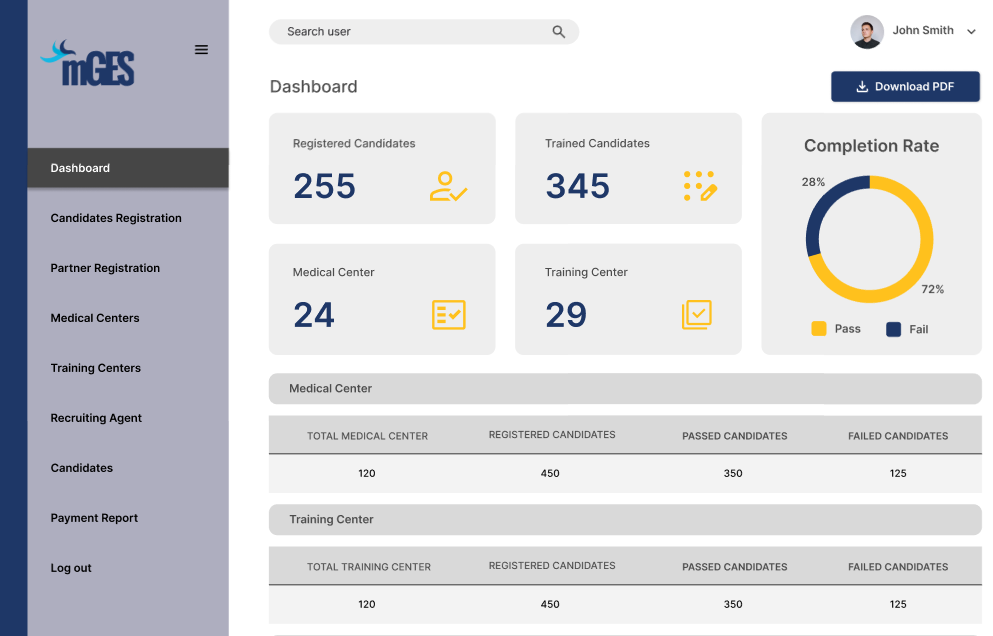 mGES
Search user
John Smith
Dashboard
Download PDF
Dashboard
Candidates Registration
Partner Registration
Medical Centers
Training Centers
Recruiting Agent
Candidates
Payment Report
Log out
Registered Candidates
255
Trained Candidates
345
Medical Center
24
Training Center
29
Completion Rate
28%
72%
Pass Fail
Medical Center
TOTAL MEDICAL CENTER REGISTERED CANDIDATES PASSED CANDIDATES FAILED CANDIDATES
120 450 350 125
Training Center
TOTAL TRAINING CENTER REGISTERED CANDIDATES PASSED CANDIDATES FAILED CANDIDATES
120 450 350 125